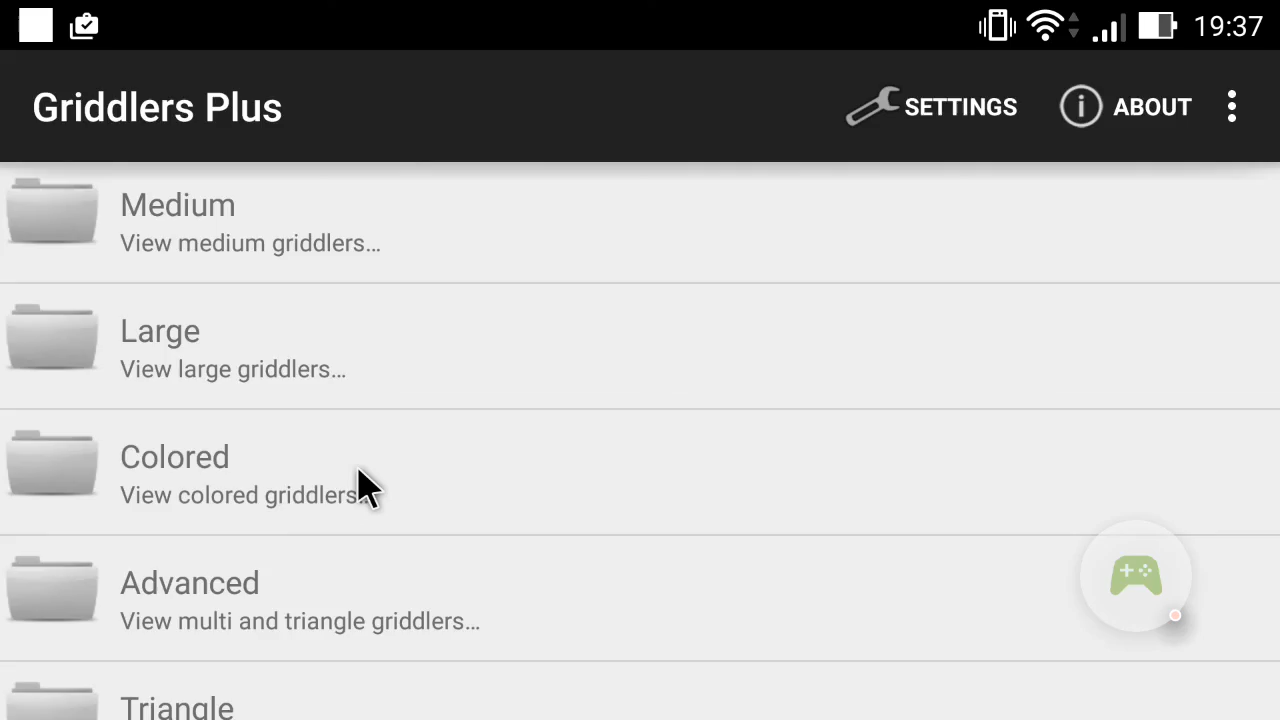 19:37
Griddlers Plus
SETTINGS
ABOUT
Medium
View medium griddlers...
Large
View large griddlers...
Colored
View colored griddlers
Advanced
View multi and triangle griddlers...
Triangle